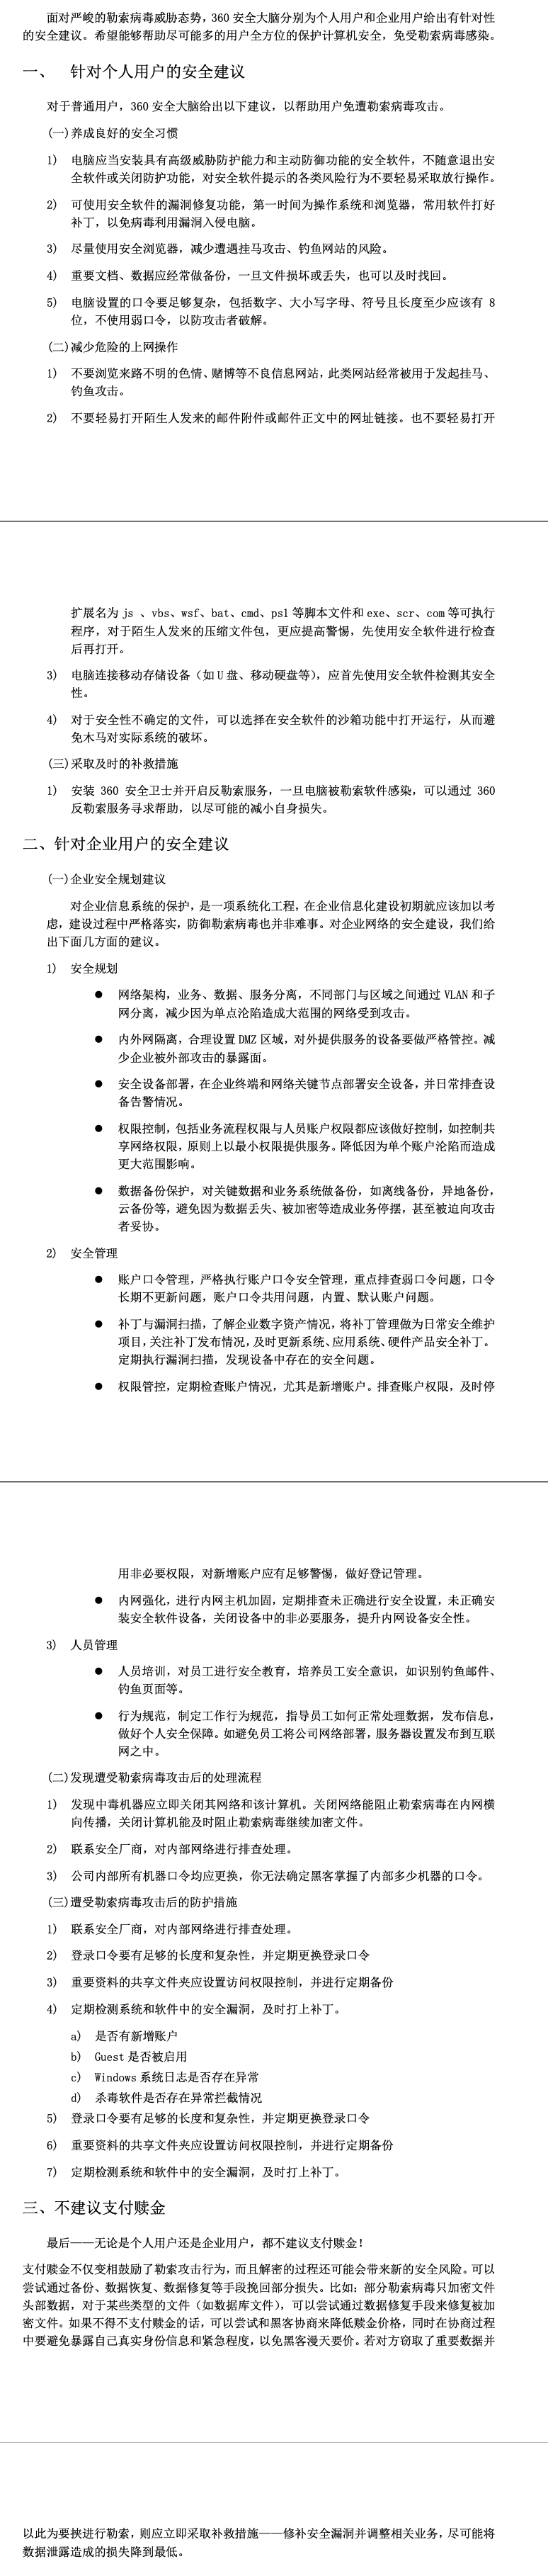 面对严峻的勒索病毒威胁态势，360 安全大脑分别为个人用户和企业用户给出有针对性
的安全建议。希望能够帮助尽可能多的用户全方位的保护计算机安全，免受勒索病毒感染。
一、 针对个人用户的安全建议
对于普通用户，360 安全大脑给出以下建议，以帮助用户免遭勒索病毒攻击。
(一)养成良好的安全习惯
1) 电脑应当安装具有高级威胁防护能力和主动防御功能的安全软件，不随意退出安
全软件或关闭防护功能，对安全软件提示的各类风险行为不要轻易采取放行操作。
2) 可使用安全软件的漏洞修复功能，第一时间为操作系统和浏览器，常用软件打好
补丁，以免病毒利用漏洞入侵电脑。
3) 尽量使用安全浏览器，减少遭遇挂马攻击、钓鱼网站的风险。
4) 重要文档、数据应经常做备份，一旦文件损坏或丢失，也可以及时找回。
5) 电脑设置的口令要足够复杂，包括数字、大小写字母、符号且长度至少应该有 8
位，不使用弱口令，以防攻击者破解。
(二)减少危险的上网操作
1) 不要浏览来路不明的色情、赌博等不良信息网站，此类网站经常被用于发起挂马、
钓鱼攻击。
2) 不要轻易打开陌生人发来的邮件附件或邮件正文中的网址链接。也不要轻易打开
扩展名为 js 、vbs、wsf、bat、cmd、ps1 等脚本文件和 exe、scr、com 等可执行
程序，对于陌生人发来的压缩文件包，更应提高警惕，先使用安全软件进行检查
后再打开。
3) 电脑连接移动存储设备（如 U 盘、移动硬盘等），应首先使用安全软件检测其安全
性。
4) 对于安全性不确定的文件，可以选择在安全软件的沙箱功能中打开运行，从而避
免木马对实际系统的破坏。
(三)采取及时的补救措施
1) 安装 360 安全卫士并开启反勒索服务，一旦电脑被勒索软件感染，可以通过 360
反勒索服务寻求帮助，以尽可能的减小自身损失。
二、针对企业用户的安全建议
(一)企业安全规划建议
对企业信息系统的保护，是一项系统化工程，在企业信息化建设初期就应该加以考
虑，建设过程中严格落实，防御勒索病毒也并非难事。对企业网络的安全建设，我们给
出下面几方面的建议。
1) 安全规划
● 网络架构，业务、数据、服务分离，不同部门与区域之间通过 VLAN 和子
网分离，减少因为单点沦陷造成大范围的网络受到攻击。
● 内外网隔离，合理设置 DMZ 区域，对外提供服务的设备要做严格管控。减
少企业被外部攻击的暴露面。
● 安全设备部署，在企业终端和网络关键节点部署安全设备，并日常排查设
备告警情况。
● 权限控制，包括业务流程权限与人员账户权限都应该做好控制，如控制共
享网络权限，原则上以最小权限提供服务。降低因为单个账户沦陷而造成
更大范围影响。
● 数据备份保护，对关键数据和业务系统做备份，如离线备份，异地备份，
云备份等，避免因为数据丢失、被加密等造成业务停摆，甚至被迫向攻击
者妥协。
2) 安全管理
● 账户口令管理，严格执行账户口令安全管理，重点排查弱口令问题，口令
长期不更新问题，账户口令共用问题，内置、默认账户问题。
● 补丁与漏洞扫描，了解企业数字资产情况，将补丁管理做为日常安全维护
项目，关注补丁发布情况，及时更新系统、应用系统、硬件产品安全补丁。
定期执行漏洞扫描，发现设备中存在的安全问题。
● 权限管控，定期检查账户情况，尤其是新增账户。排查账户权限，及时停
用非必要权限，对新增账户应有足够警惕，做好登记管理。
● 内网强化，进行内网主机加固，定期排查未正确进行安全设置，未正确安
装安全软件设备，关闭设备中的非必要服务，提升内网设备安全性。
3) 人员管理
● 人员培训，对员工进行安全教育，培养员工安全意识，如识别钓鱼邮件、
钓鱼页面等。
● 行为规范，制定工作行为规范，指导员工如何正常处理数据，发布信息，
做好个人安全保障。如避免员工将公司网络部署，服务器设置发布到互联
网之中。
(二)发现遭受勒索病毒攻击后的处理流程
1) 发现中毒机器应立即关闭其网络和该计算机。关闭网络能阻止勒索病毒在内网横
向传播，关闭计算机能及时阻止勒索病毒继续加密文件。
2) 联系安全厂商，对内部网络进行排查处理。
3) 公司内部所有机器口令均应更换，你无法确定黑客掌握了内部多少机器的口令。
(三)遭受勒索病毒攻击后的防护措施
1) 联系安全厂商，对内部网络进行排查处理。
2) 登录口令要有足够的长度和复杂性，并定期更换登录口令
3) 重要资料的共享文件夹应设置访问权限控制，并进行定期备份
4) 定期检测系统和软件中的安全漏洞，及时打上补丁。
a) 是否有新增账户
b) Guest 是否被启用
c) Windows 系统日志是否存在异常
d) 杀毒软件是否存在异常拦截情况
5) 登录口令要有足够的长度和复杂性，并定期更换登录口令
6) 重要资料的共享文件夹应设置访问权限控制，并进行定期备份
7) 定期检测系统和软件中的安全漏洞，及时打上补丁。
三、不建议支付赎金
最后——无论是个人用户还是企业用户，都不建议支付赎金！
支付赎金不仅变相鼓励了勒索攻击行为，而且解密的过程还可能会带来新的安全风险。可以
尝试通过备份、数据恢复、数据修复等手段挽回部分损失。比如：部分勒索病毒只加密文件
头部数据，对于某些类型的文件（如数据库文件），可以尝试通过数据修复手段来修复被加
密文件。如果不得不支付赎金的话，可以尝试和黑客协商来降低赎金价格，同时在协商过程
中要避免暴露自己真实身份信息和紧急程度，以免黑客漫天要价。若对方窃取了重要数据并
以此为要挟进行勒索，则应立即采取补救措施——修补安全漏洞并调整相关业务，尽可能将
数据泄露造成的损失降到最低。